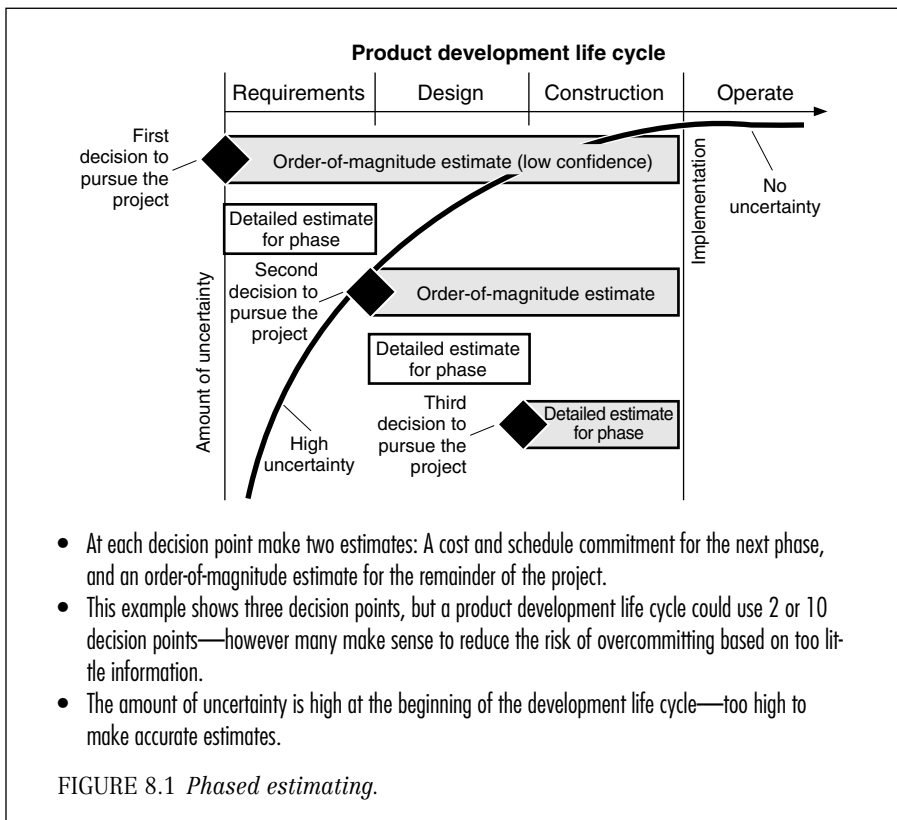 Product development life cycle
Requirements
Design
Construction
Operate
First
decision to
pursue the
project
Order-of-magnitude estimate (low confidence)
Implementation
No
uncertainty
Detailed estimate
for phase
Amount of uncertainty
Second
decision to
pursue the
project
Order-of-magnitude estimate
Detailed estimate
for phase
High
uncertainty
Third
decision to
pursue the
project
Detailed estimate
for phase
• At each decision point make two estimates: A cost and schedule commitment for the next phase,
and an order-of-magnitude estimate for the remainder of the project.
• This example shows three decision points, but a product development life cycle could use 2 or 10
decision points—however many make sense to reduce the risk of overcommitting based on too lit-
tle information.
• The amount of uncertainty is high at the beginning of the development life cycle—too high to
make accurate estimates.
FIGURE 8.1 Phased estimating.